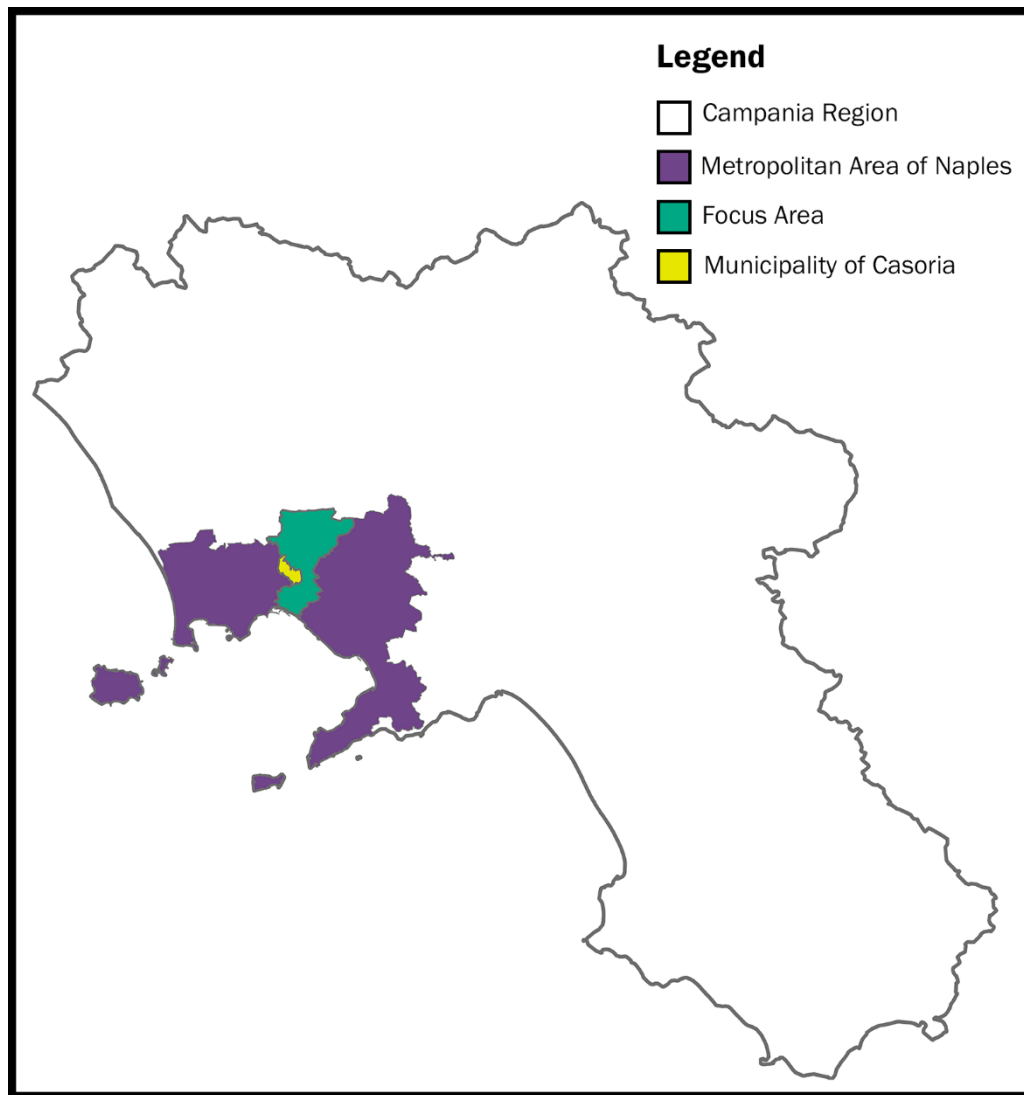 Legend
Campania Region
Metropolitan Area of Naples
Focus Area
Municipality of Casoria